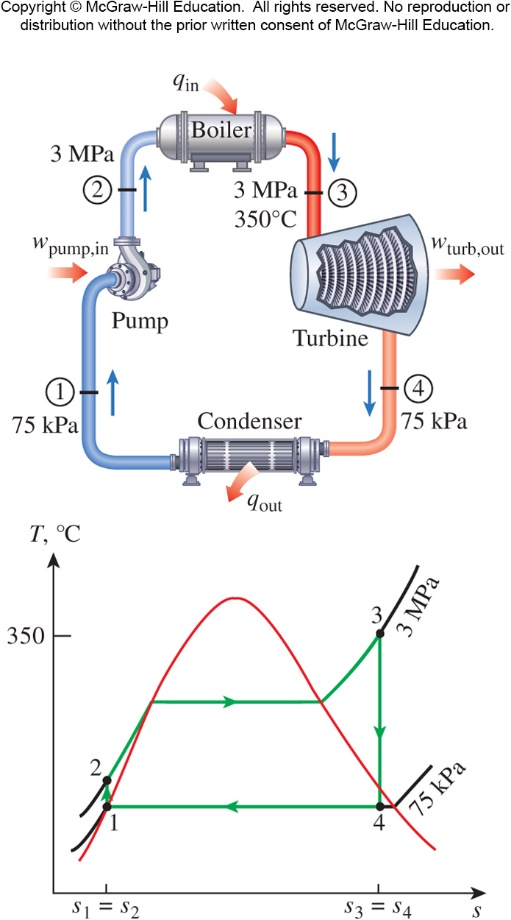 Copyright © McGraw-Hill Education. All rights reserved. No reproduction or
distribution without the prior written consent of McGraw-Hill Education.
qin
Boiler
3 MPa
2
3 MPa
3
350°C
wpump,in
wturb,out
Pump
Turbine
1
4
75 kPa
Condenser
75 kPa
qout
T, °C
3
3 MPa
350
2
75 kPa
1
4
s1 = s2
s3 = s4
s